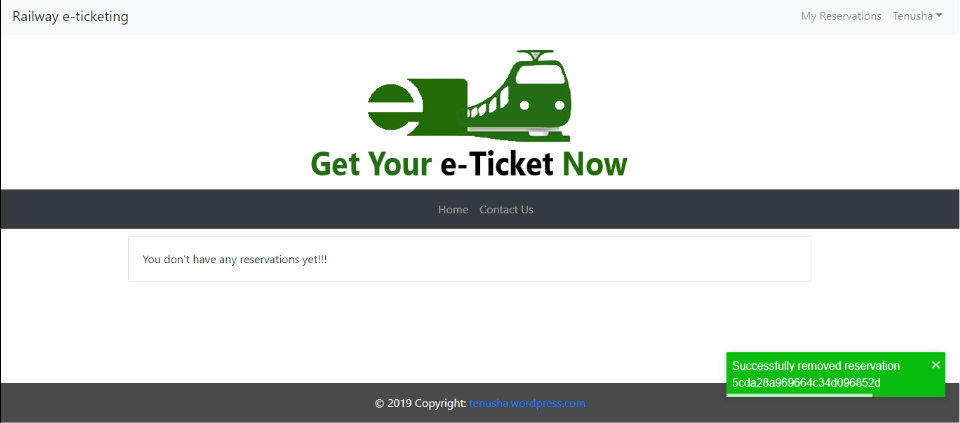 Railway e-ticketing
My Reservations Tenusha
e
Get Your e-Ticket Now
Home Contact Us
You don't have any reservations yet!!!
Successfully removed reservation ×
5cda28a969664c34d096852d
© 2019 Copyright: tenusha.wordpress.com